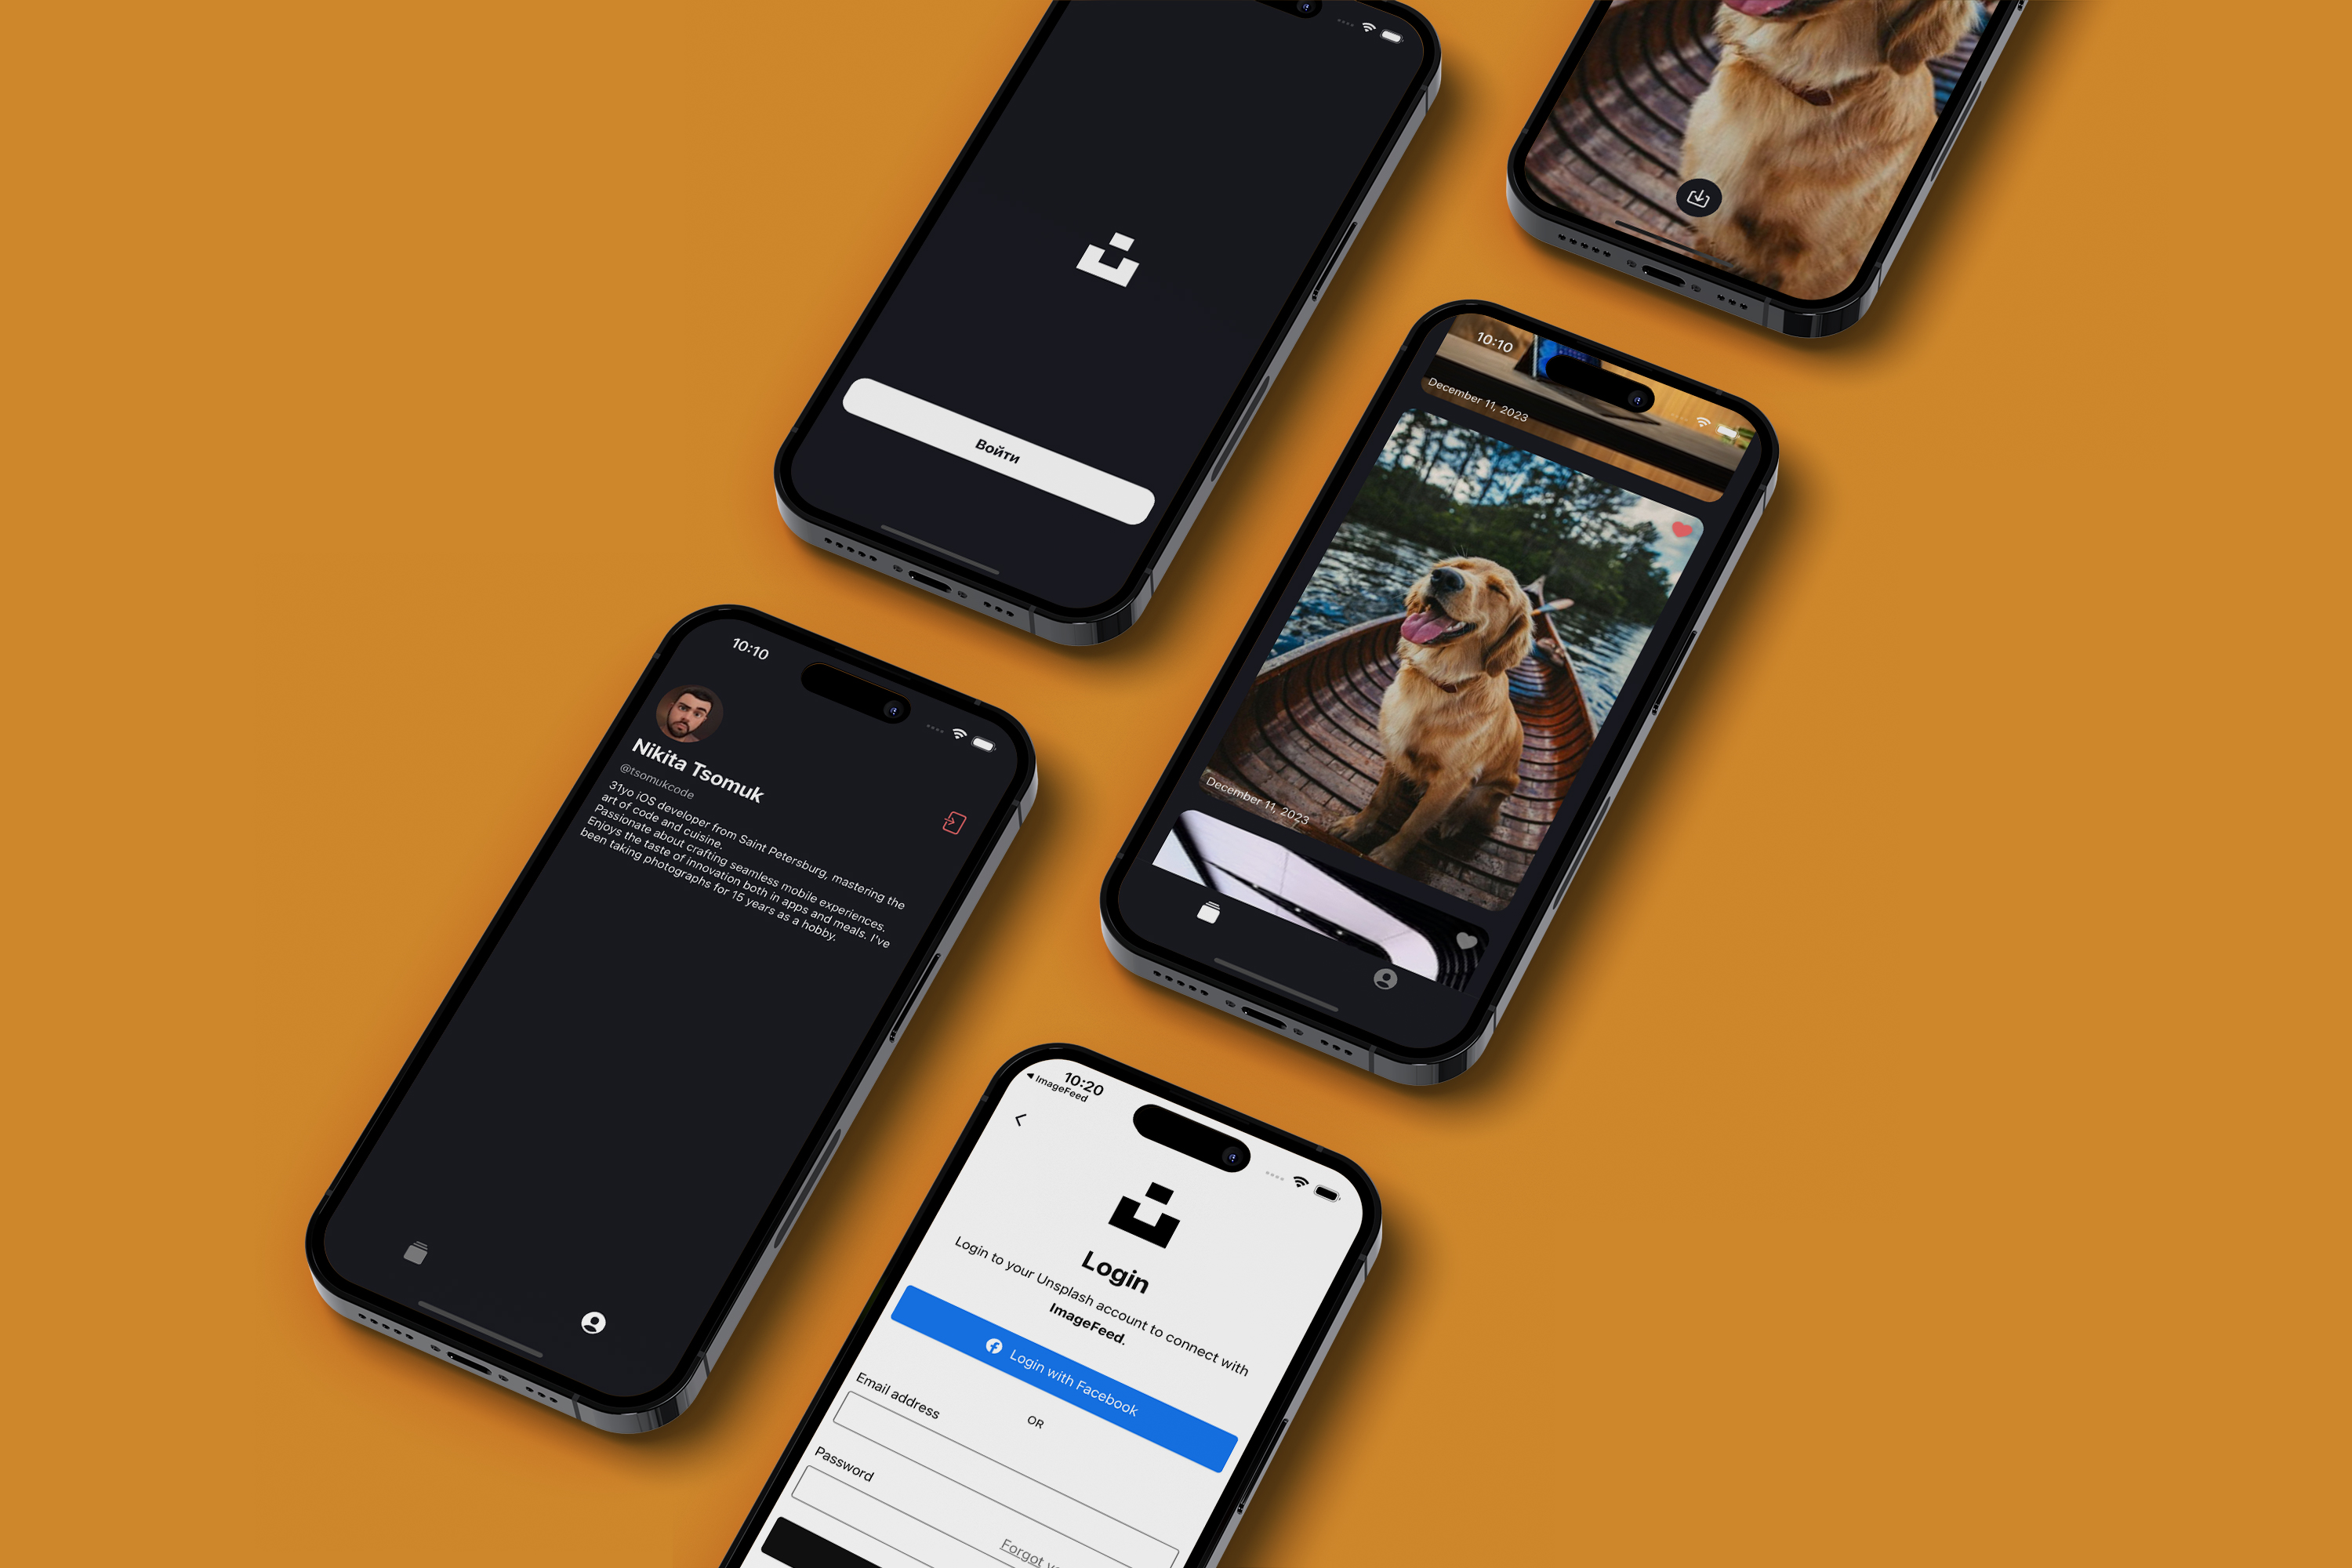 Войти
10:10
December 11, 2023
December 11, 2023
10:10
Nikita Tsomuk
@tsomukcode
31yo iOS developer from Saint Petersburg, mastering the
art of code and cuisine.
Passionate about crafting seamless mobile experiences.
Enjoys the taste of innovation both in apps and meals. I've
been taking photographs for 15 years as a hobby.
10:20
ImageFeed
Login
Login to your Unsplash account to connect with
ImageFeed.
Login with Facebook
OR
Email address
Password
Forgot